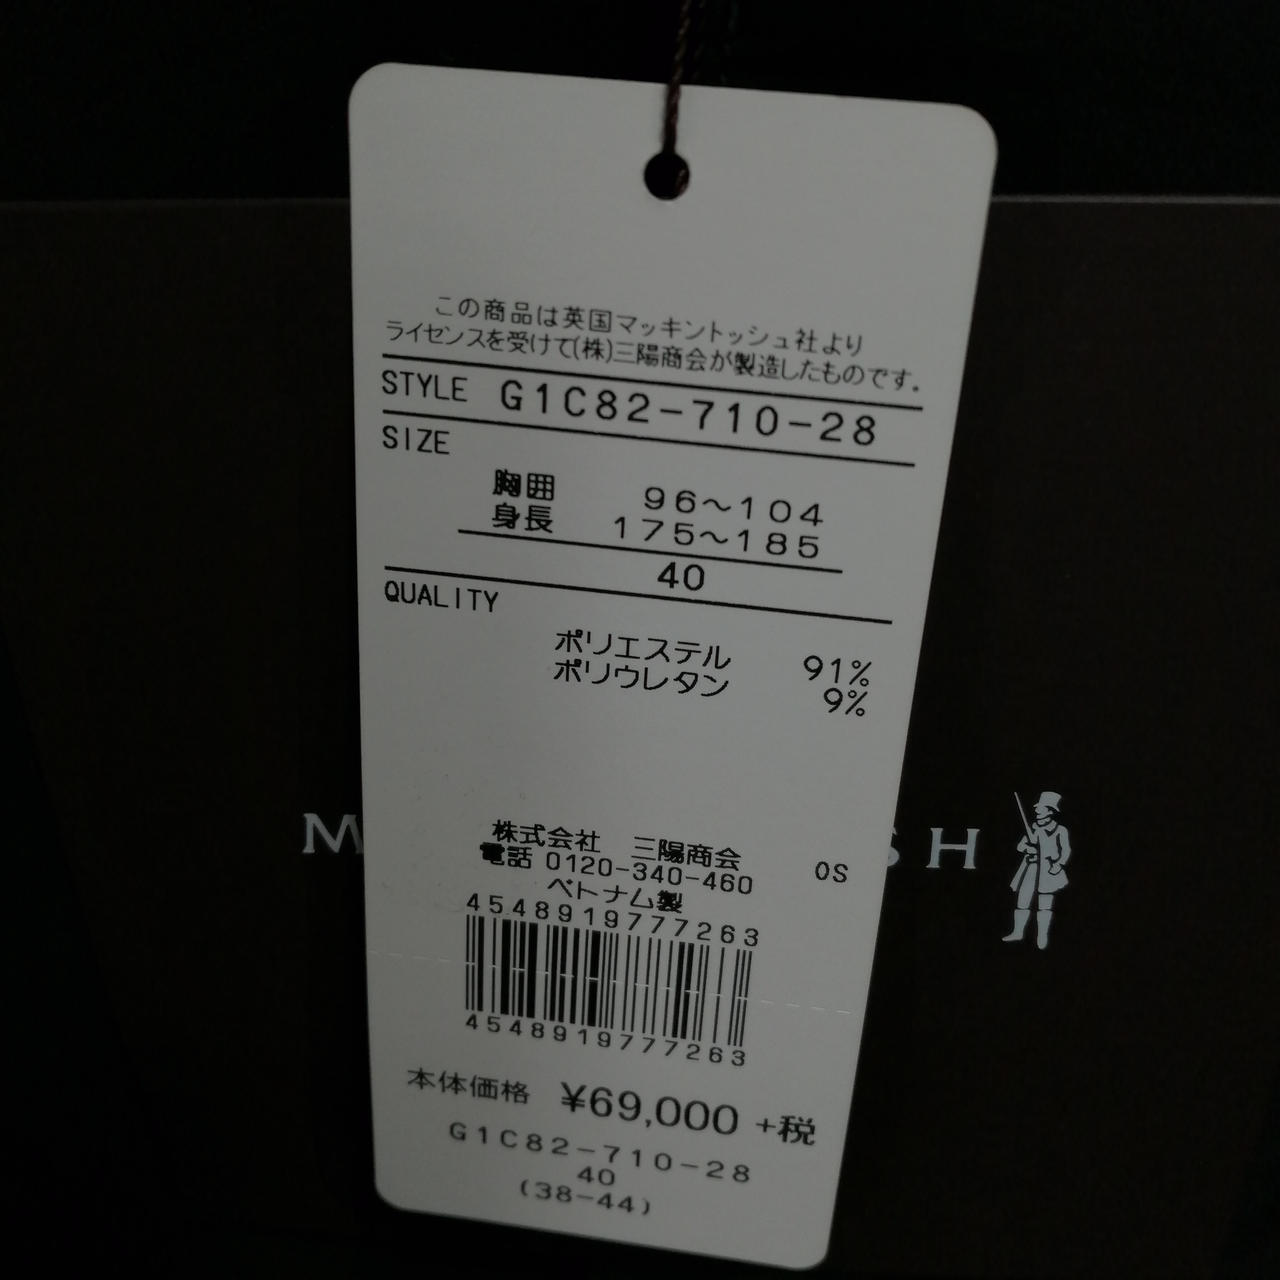 この商品は英国マッキントッシュ社より
ライセンスを受けて(株)三陽商会が製造したものです。
STYLE G1C82-710-28
SIZE
胸囲 96〜104
身長 175〜185
40
QUALITY
ポリエステル 91%
ポリウレタン 9%
株式会社 三陽商会
電話 0120-340-460 OS
ベトナム製
4548919777263
4548919777263
本体価格 ¥69,000 +税
G1C82-710-28
40
(38-44)